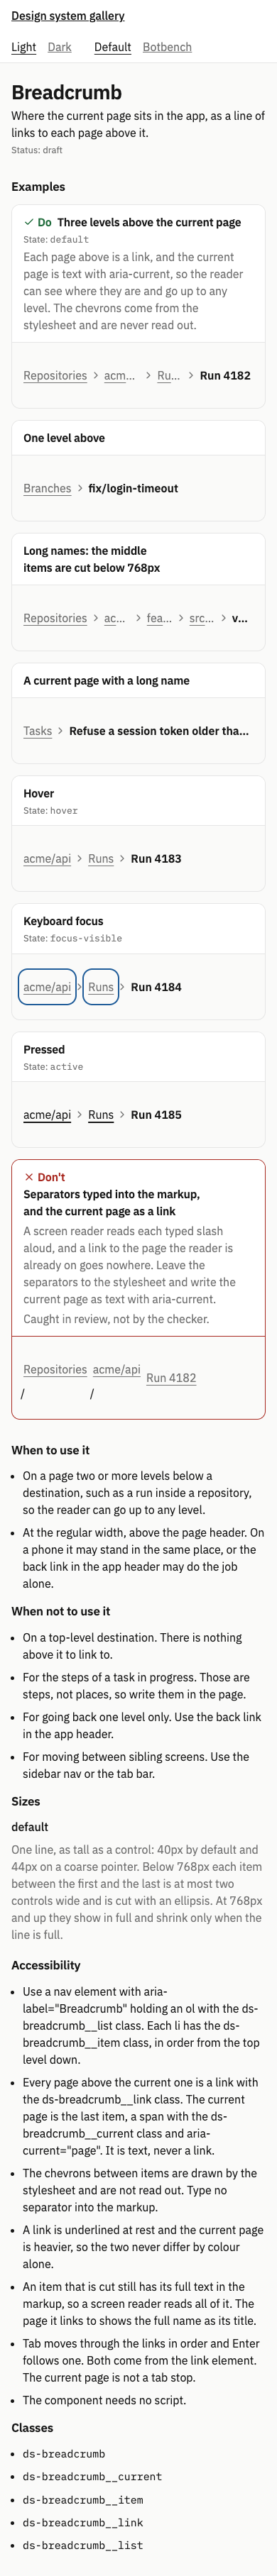 Design system gallery
Light Dark Default Botbench
Breadcrumb
Where the current page sits in the app, as a line of
links to each page above it.
Status: draft
Examples
Do Three levels above the current page
State: default
Each page above is a link, and the current
page is text with aria-current, so the reader
can see where they are and go up to any
level. The chevrons come from the
stylesheet and are never read out.
Repositories acm… Ru… Run 4182
One level above
Branches fix/login-timeout
Long names: the middle
items are cut below 768px
Repositories ac… fea… src… v…
A current page with a long name
Tasks Refuse a session token older tha…
Hover
State: hover
acme/api Runs Run 4183
Keyboard focus
State: focus-visible
acme/api Runs Run 4184
Pressed
State: active
acme/api Runs Run 4185
Don't
Separators typed into the markup,
and the current page as a link
A screen reader reads each typed slash
aloud, and a link to the page the reader is
already on goes nowhere. Leave the
separators to the stylesheet and write the
current page as text with aria-current.
Caught in review, not by the checker.
Repositories acme/api Run 4182
/ /
When to use it
• On a page two or more levels below a
destination, such as a run inside a repository,
so the reader can go up to any level.
• At the regular width, above the page header. On
a phone it may stand in the same place, or the
back link in the app header may do the job
alone.
When not to use it
• On a top-level destination. There is nothing
above it to link to.
• For the steps of a task in progress. Those are
steps, not places, so write them in the page.
• For going back one level only. Use the back link
in the app header.
• For moving between sibling screens. Use the
sidebar nav or the tab bar.
Sizes
default
One line, as tall as a control: 40px by default and
44px on a coarse pointer. Below 768px each item
between the first and the last is at most two
controls wide and is cut with an ellipsis. At 768px
and up they show in full and shrink only when the
line is full.
Accessibility
• Use a nav element with aria-
label="Breadcrumb" holding an ol with the ds-
breadcrumb__list class. Each li has the ds-
breadcrumb__item class, in order from the top
level down.
• Every page above the current one is a link with
the ds-breadcrumb__link class. The current
page is the last item, a span with the ds-
breadcrumb__current class and aria-
current="page". It is text, never a link.
• The chevrons between items are drawn by the
stylesheet and are not read out. Type no
separator into the markup.
• A link is underlined at rest and the current page
is heavier, so the two never differ by colour
alone.
• An item that is cut still has its full text in the
markup, so a screen reader reads all of it. The
page it links to shows the full name as its title.
• Tab moves through the links in order and Enter
follows one. Both come from the link element.
The current page is not a tab stop.
• The component needs no script.
Classes
• ds-breadcrumb
• ds-breadcrumb__current
• ds-breadcrumb__item
• ds-breadcrumb__link
• ds-breadcrumb__list